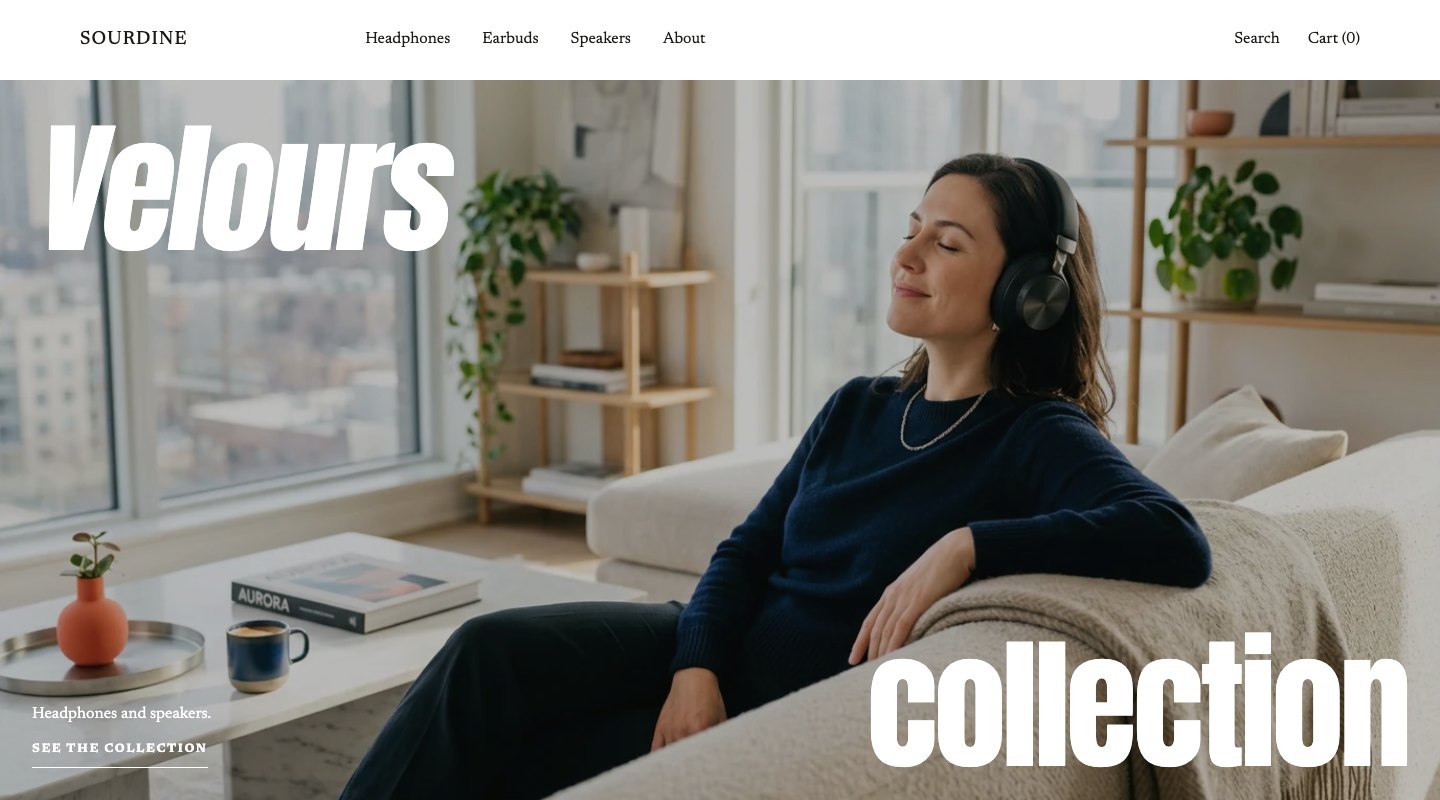 SOURDINE
Headphones Earbuds Speakers About
Search Cart (0)
Velours
AURORA
Headphones and speakers.
SEE THE COLLECTION
collection